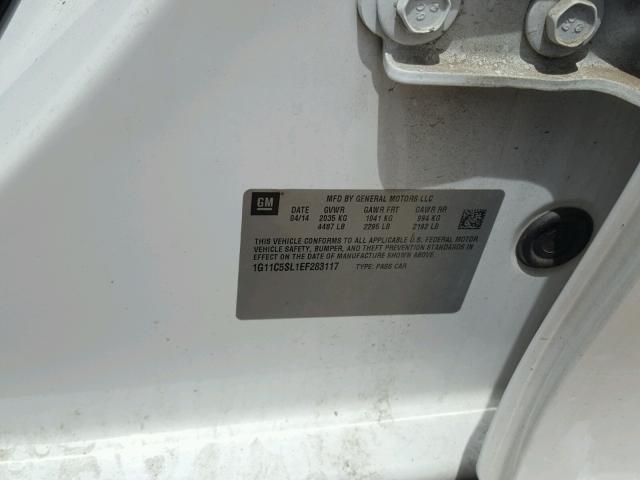 GM
MFD BY GENERAL MOTORS LLC
DATE GVWR GAWR FRT GAWR RR
04/14 2035 KG 1041 KG 994 KG
4487 LB 2295 LB 2192 LB
THIS VEHICLE CONFORMS TO ALL APPLICABLE U.S. FEDERAL MOTOR
VEHICLE SAFETY, BUMPER, AND THEFT PREVENTION STANDARDS IN
EFFECT ON THE DATE OF MANUFACTURE SHOWN ABOVE.
1G11C5SL1EF283117 TYPE: PASS CAR